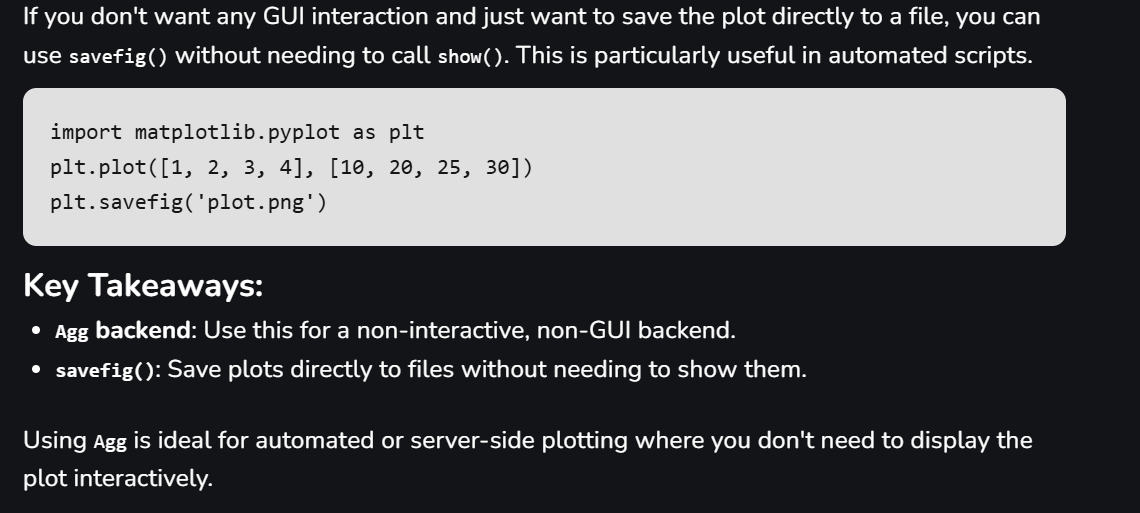 If you don't want any GUI interaction and just want to save the plot directly to a file, you can
use savefig() without needing to call show(). This is particularly useful in automated scripts.
import matplotlib.pyplot as plt
plt.plot([1, 2, 3, 4], [10, 20, 25, 30])
plt.savefig('plot.png')
Key Takeaways:
• Agg backend: Use this for a non-interactive, non-GUI backend.
• savefig(): Save plots directly to files without needing to show them.
Using Agg is ideal for automated or server-side plotting where you don't need to display the
plot interactively.